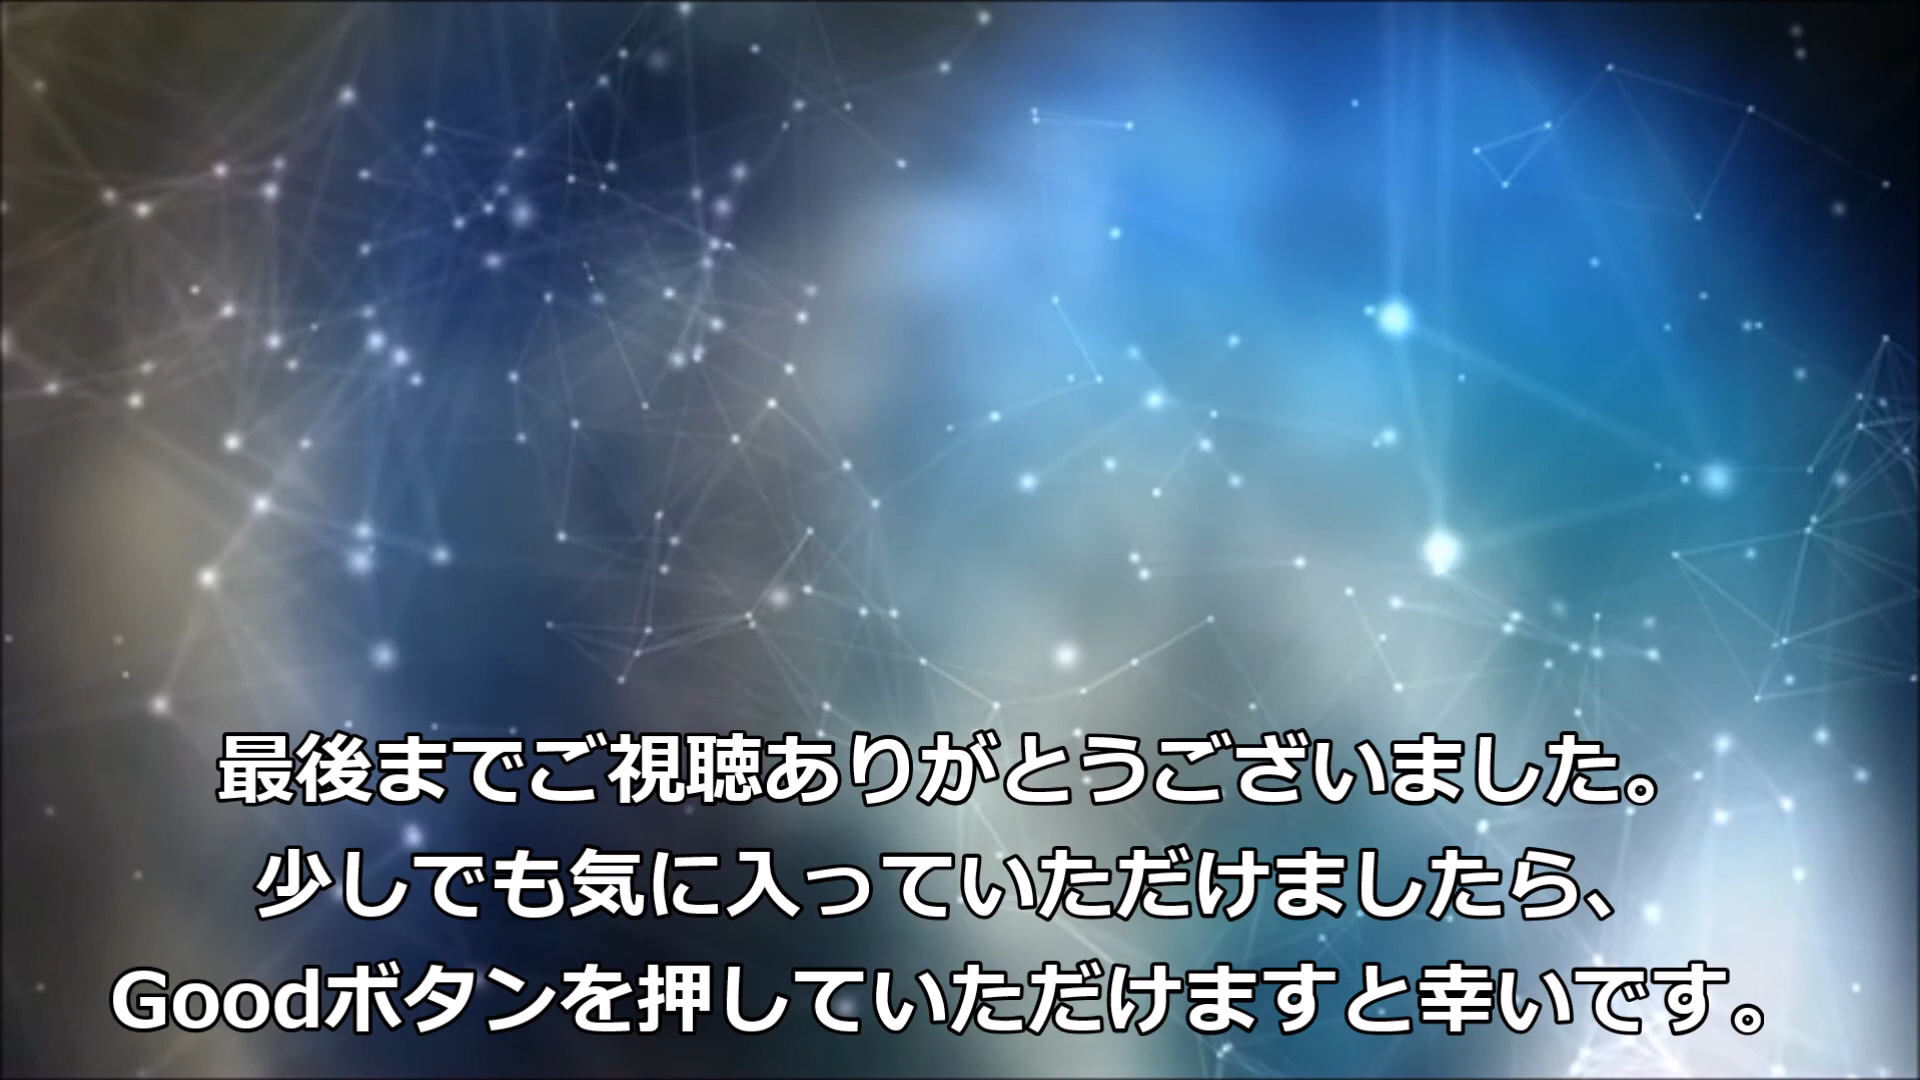 最後までご視聴ありがとうございました。
少しでも気に入っていただけましたら、
Goodボタンを押していただけますと幸いです。